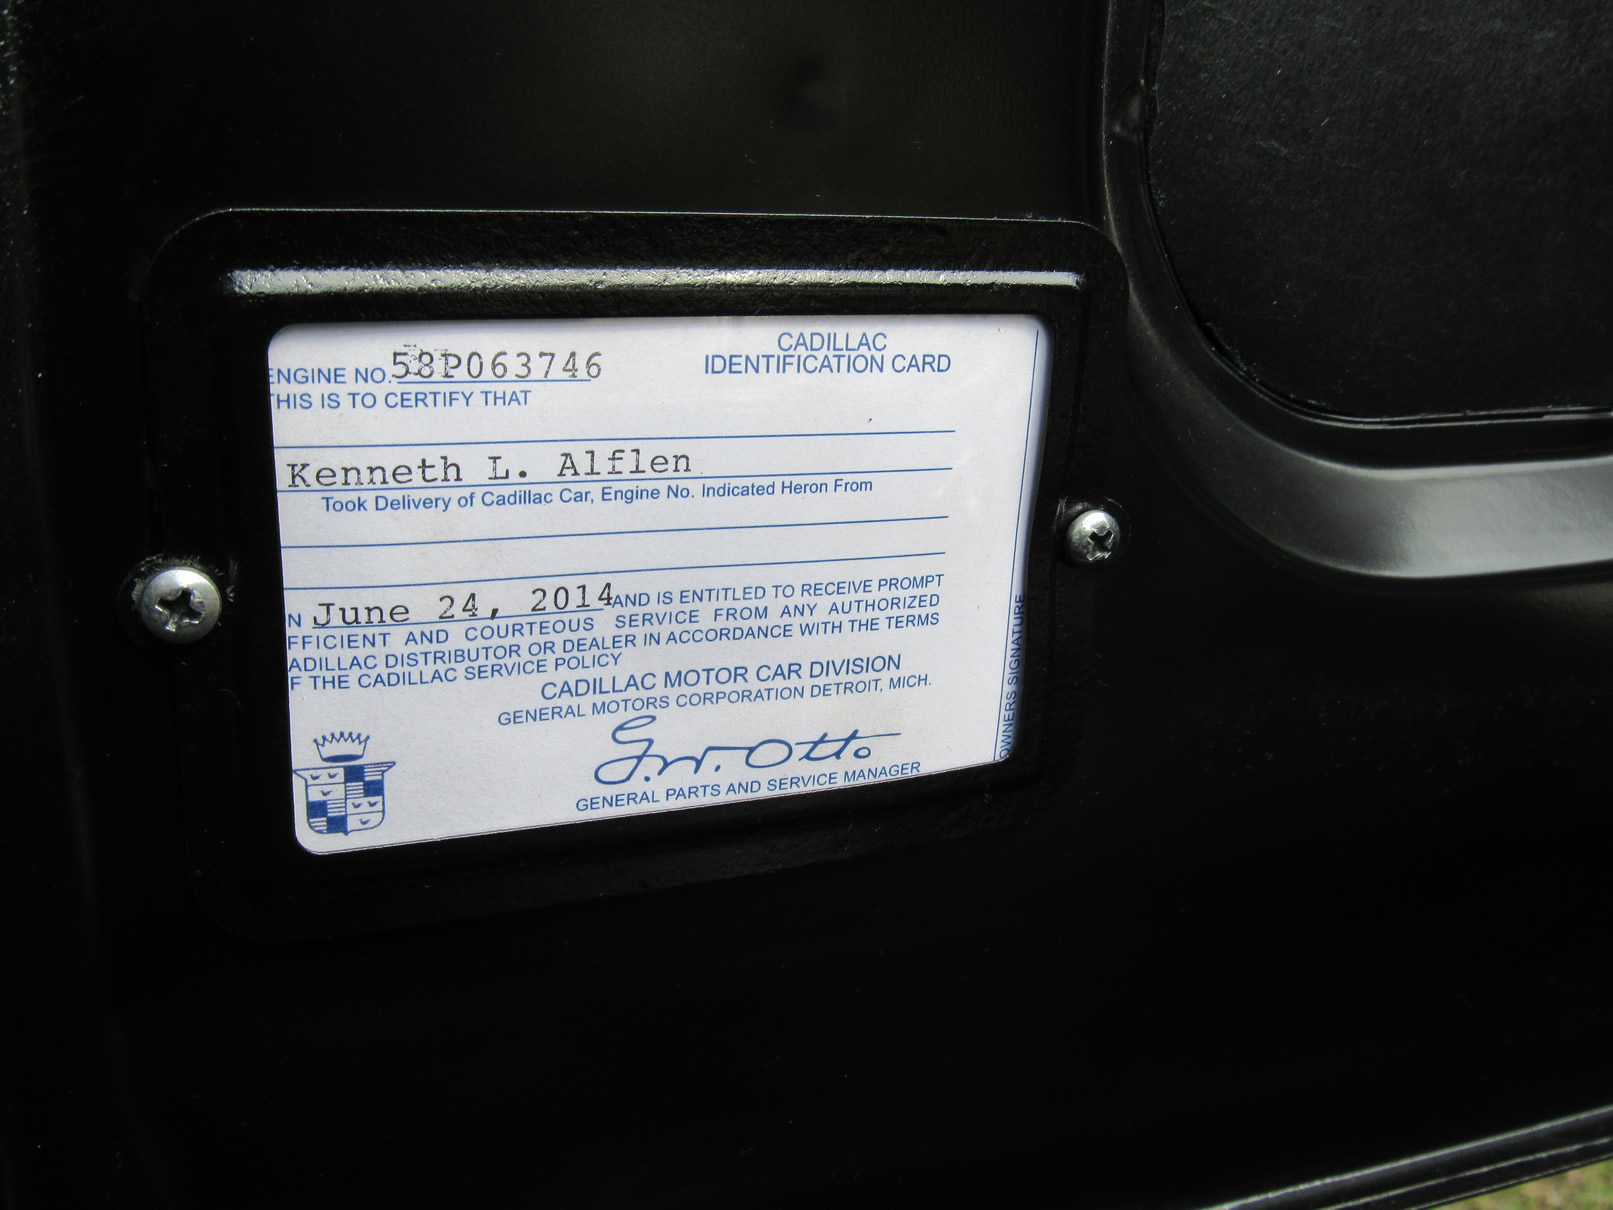 ENGINE NO. 58P063746
CADILLAC
IDENTIFICATION CARD
THIS IS TO CERTIFY THAT
Kenneth L. Alflen
Took Delivery of Cadillac Car, Engine No. Indicated Heron From
N June 24, 2014 AND IS ENTITLED TO RECEIVE PROMPT
FFICIENT AND COURTEOUS SERVICE FROM ANY AUTHORIZED
ADILLAC DISTRIBUTOR OR DEALER IN ACCORDANCE WITH THE TERMS
F THE CADILLAC SERVICE POLICY
CADILLAC MOTOR CAR DIVISION
GENERAL MOTORS CORPORATION DETROIT, MICH.
G.W. Otto
GENERAL PARTS AND SERVICE MANAGER
OWNERS SIGNATURE